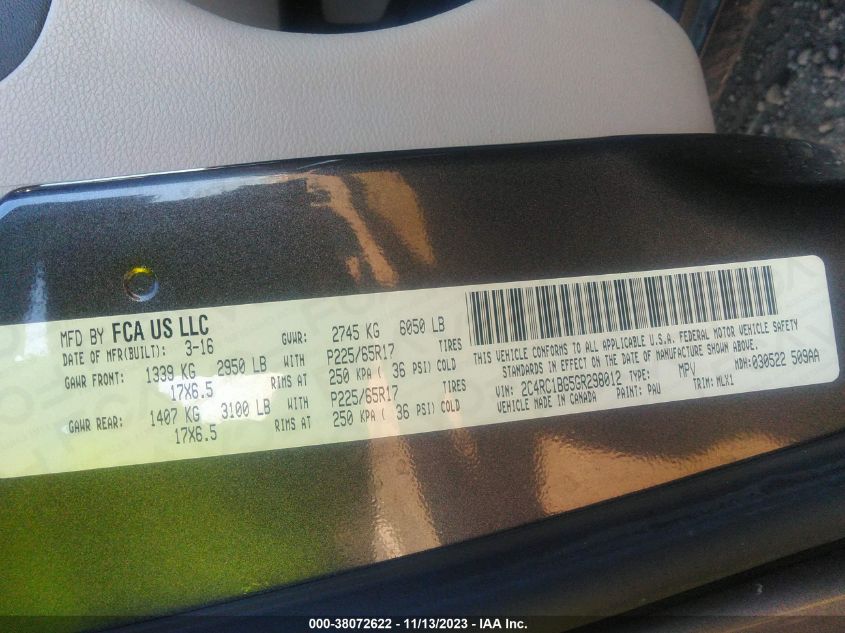 MFD BY FCA US LLC
DATE OF MFR(BUILT): 3-16
GVWR: 2745 KG 6050 LB
GAWR FRONT: 1339 KG 2950 LB WITH P225/65R17 TIRES
17X6.5 RIMS AT 250 KPA ( 36 PSI) COLD
GAWR REAR: 1407 KG 3100 LB WITH P225/65R17 TIRES
17X6.5 RIMS AT 250 KPA ( 36 PSI) COLD
THIS VEHICLE CONFORMS TO ALL APPLICABLE U.S.A. FEDERAL MOTOR VEHICLE SAFETY
STANDARDS IN EFFECT ON THE DATE OF MANUFACTURE SHOWN ABOVE.
VIN: 2C4RC1BG5GR298012 TYPE: MPV MDH: 030522 509AA
VEHICLE MADE IN CANADA PAINT: PAU TRIM: MLX1
000-38072622 - 11/13/2023 - IAA Inc.